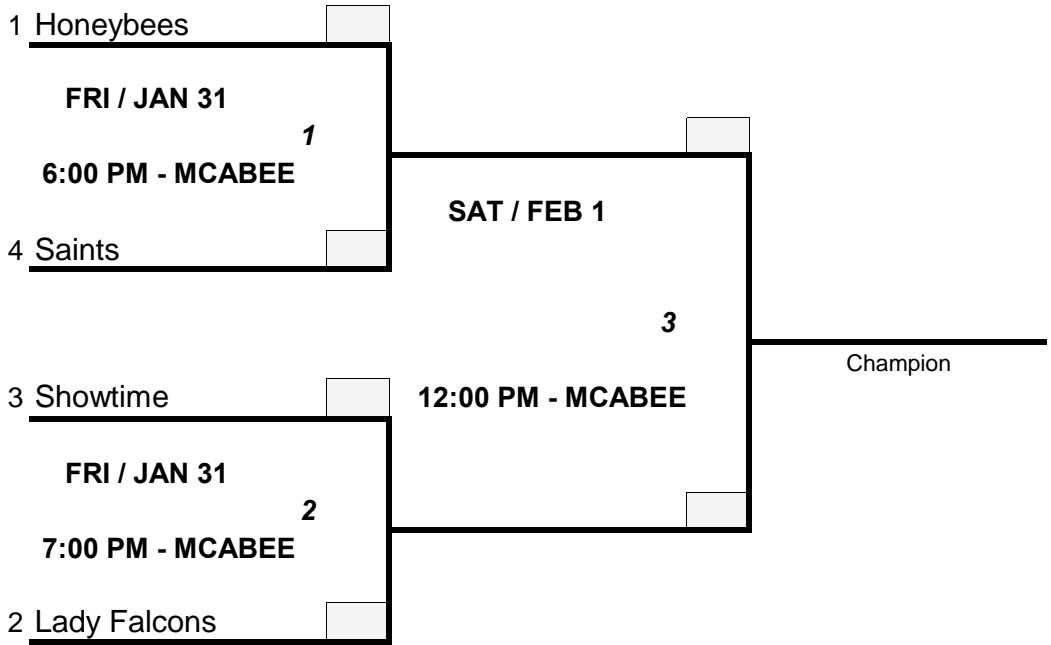 1 Honeybees
FRI / JAN 31
1
6:00 PM - MCABEE
SAT / FEB 1
4 Saints
3
Champion
3 Showtime
12:00 PM - MCABEE
FRI / JAN 31
2
7:00 PM - MCABEE
2 Lady Falcons